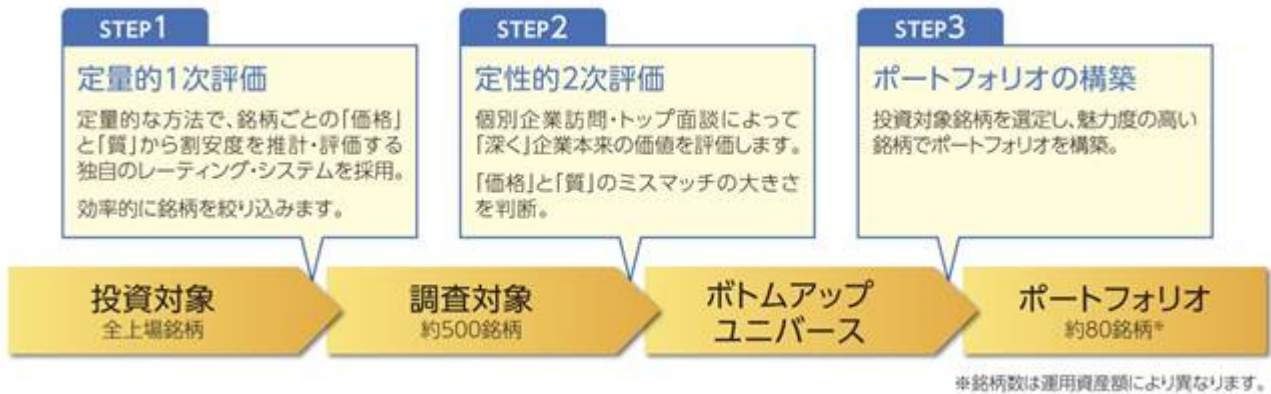 STEP1
定量的1次評価
定量的な方法で、銘柄ごとの「価格」
と「質」から割安度を推計・評価する
独自のレーティング・システムを採用。
効率的に銘柄を絞り込みます。
STEP2
定性的2次評価
個別企業訪問・トップ面談によって
「深く」企業本来の価値を評価します。
「価格」と「質」のミスマッチの大きさ
を判断。
STEP3
ポートフォリオの構築
投資対象銘柄を選定し、魅力度の高い
銘柄でポートフォリオを構築。
投資対象
全上場銘柄
調査対象
約500銘柄
ボトムアップ
ユニバース
ポートフォリオ
約80銘柄※
※銘柄数は運用資産額により異なります。